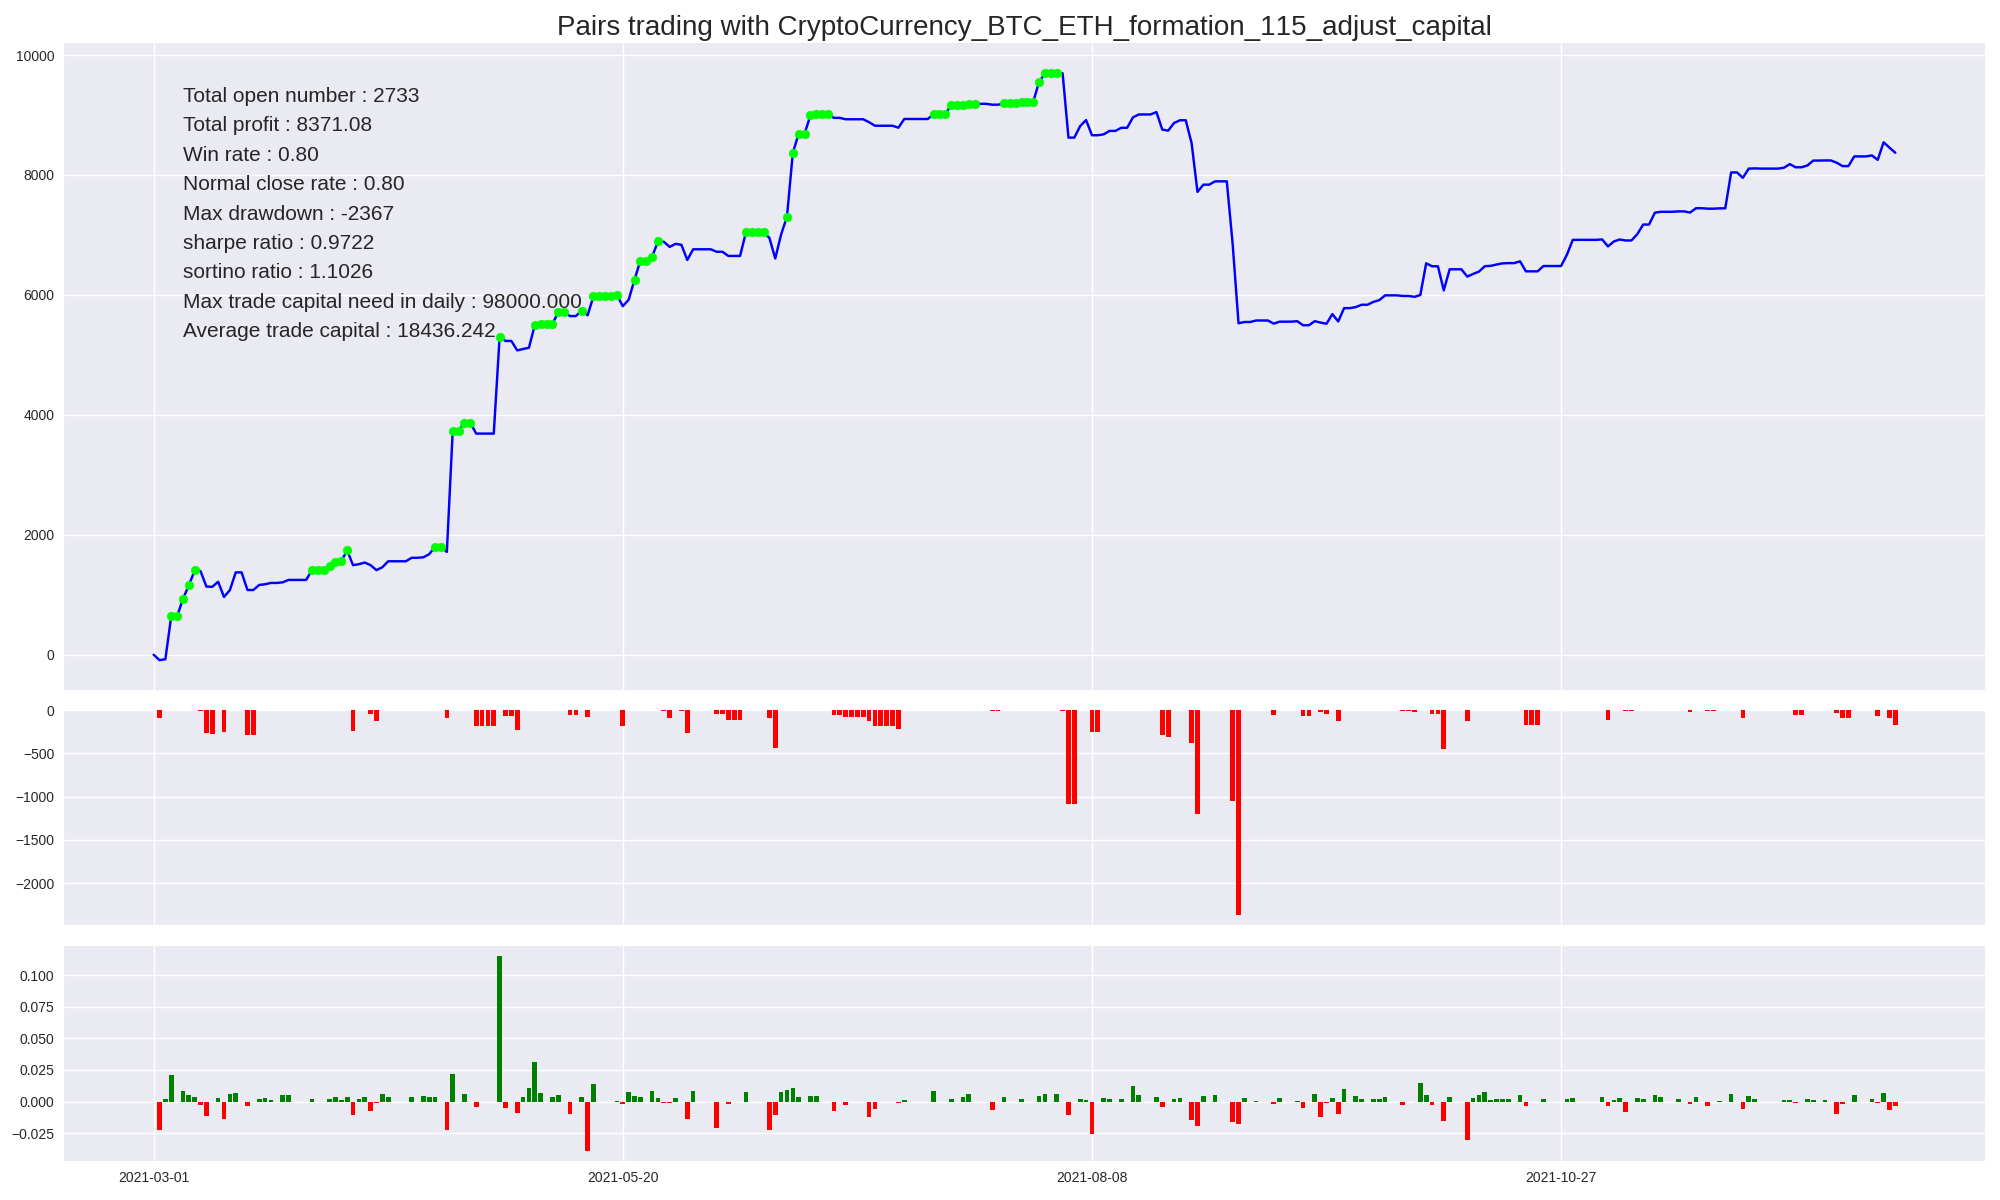 Pairs trading with CryptoCurrency_BTC_ETH_formation_115_adjust_capital
10000
8000
6000
4000
2000
0
Total open number : 2733
Total profit : 8371.08
Win rate : 0.80
Normal close rate : 0.80
Max drawdown : -2367
sharpe ratio : 0.9722
sortino ratio : 1.1026
Max trade capital need in daily : 98000.000
Average trade capital : 18436.242
0
−500
−1000
−1500
−2000
0.100
0.075
0.050
0.025
0.000
−0.025
2021-03-01
2021-05-20
2021-08-08
2021-10-27